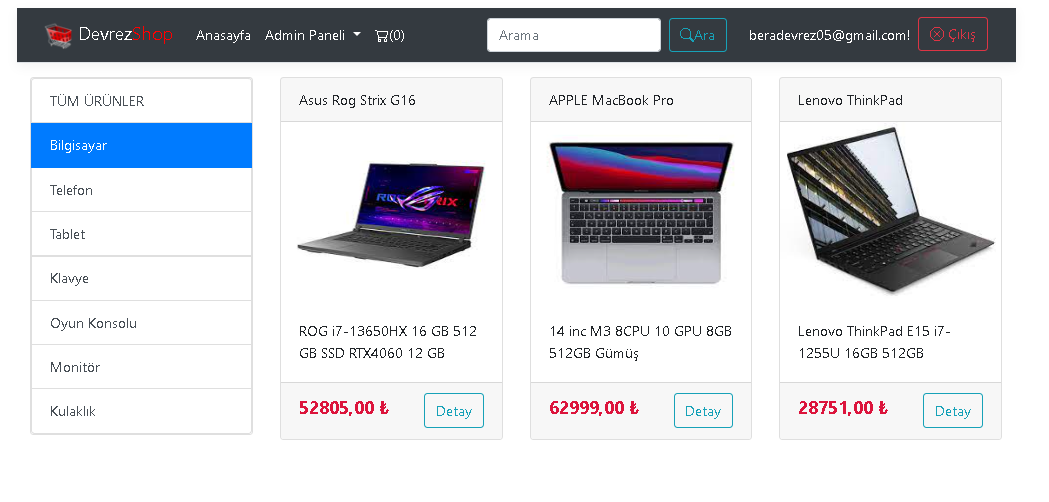 DevrezShop Anasayfa Admin Paneli (0) Arama Ara beradevrez05@gmail.com! Çıkış
TÜM ÜRÜNLER
Bilgisayar
Telefon
Tablet
Klavye
Oyun Konsolu
Monitör
Kulaklık
Asus Rog Strix G16
ROG STRIX
ROG i7-13650HX 16 GB 512
GB SSD RTX4060 12 GB
52805,00 ₺ Detay
APPLE MacBook Pro
14 inc M3 8CPU 10 GPU 8GB
512GB Gümüş
62999,00 ₺ Detay
Lenovo ThinkPad
Lenovo ThinkPad E15 i7-
1255U 16GB 512GB
28751,00 ₺ Detay